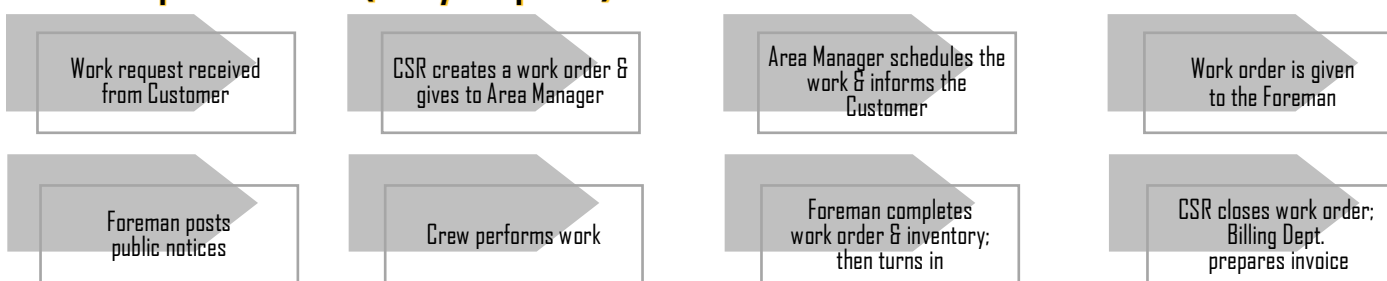 Work request received
from Customer
CSR creates a work order &
gives to Area Manager
Area Manager schedules the
work & informs the
Customer
Work order is given
to the Foreman
Foreman posts
public notices
Crew performs work
Foreman completes
work order & inventory;
then turns in
CSR closes work order;
Billing Dept.
prepares invoice